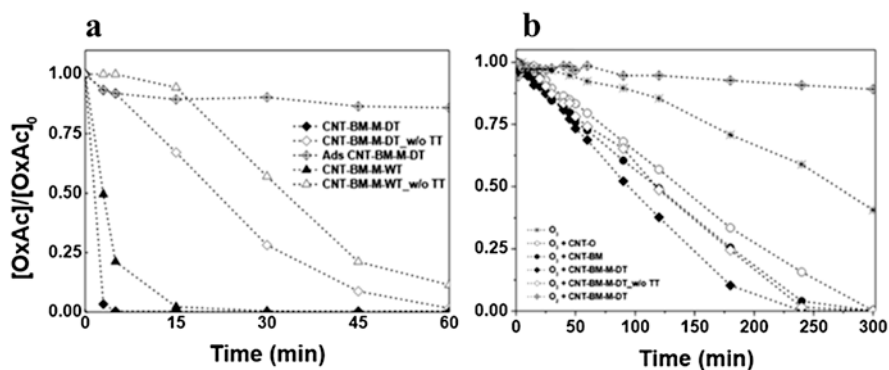 a
b
[OxAc]/[OxAc]0
1.00
0.75
0.50
0.25
0.00
0
15
30
45
60
Time (min)
CNT-BM-M-DT
CNT-BM-M-DT_w/o TT
Ads CNT-BM-M-DT
CNT-BM-M-WT
CNT-BM-M-WT_w/o TT
1.00
0.75
0.50
0.25
0.00
0
50
100
150
200
250
300
Time (min)
O3
O3 + CNT-O
O3 + CNT-BM
O3 + CNT-BM-M-DT
O3 + CNT-BM-M-DT_w/o TT
+ CNT-BM-M-DT